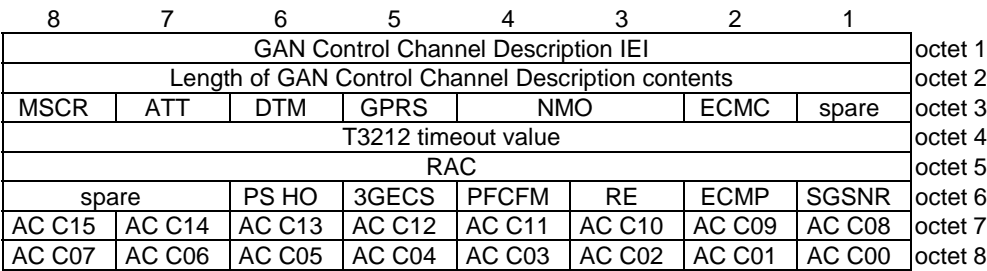 8 7 6 5 4 3 2 1
GAN Control Channel Description IEI octet 1
Length of GAN Control Channel Description contents octet 2
MSCR ATT DTM GPRS NMO ECMC spare octet 3
T3212 timeout value octet 4
RAC octet 5
spare PS HO 3GECS PFCFM RE ECMP SGSNR octet 6
AC C15 AC C14 AC C13 AC C12 AC C11 AC C10 AC C09 AC C08 octet 7
AC C07 AC C06 AC C05 AC C04 AC C03 AC C02 AC C01 AC C00 octet 8